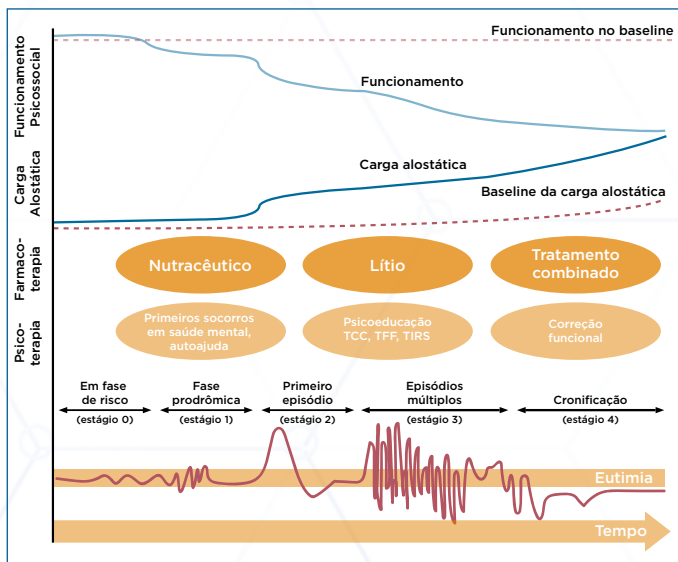 Funcionamento
Psicossocial
Funcionamento no baseline
Funcionamento
Carga
Alostática
Carga alostática
Baseline da carga alostática
Farmaco-
terapia
Nutracêutico
Lítio
Tratamento
combinado
Psico-
terapia
Primeiros socorros
em saúde mental,
autoajuda
Psicoeducação
TCC, TFF, TIRS
Correção
funcional
Em fase
de risco
(estágio 0)
Fase
prodrômica
(estágio 1)
Primeiro
episódio
(estágio 2)
Episódios
múltiplos
(estágio 3)
Cronificação
(estágio 4)
Eutimia
Tempo